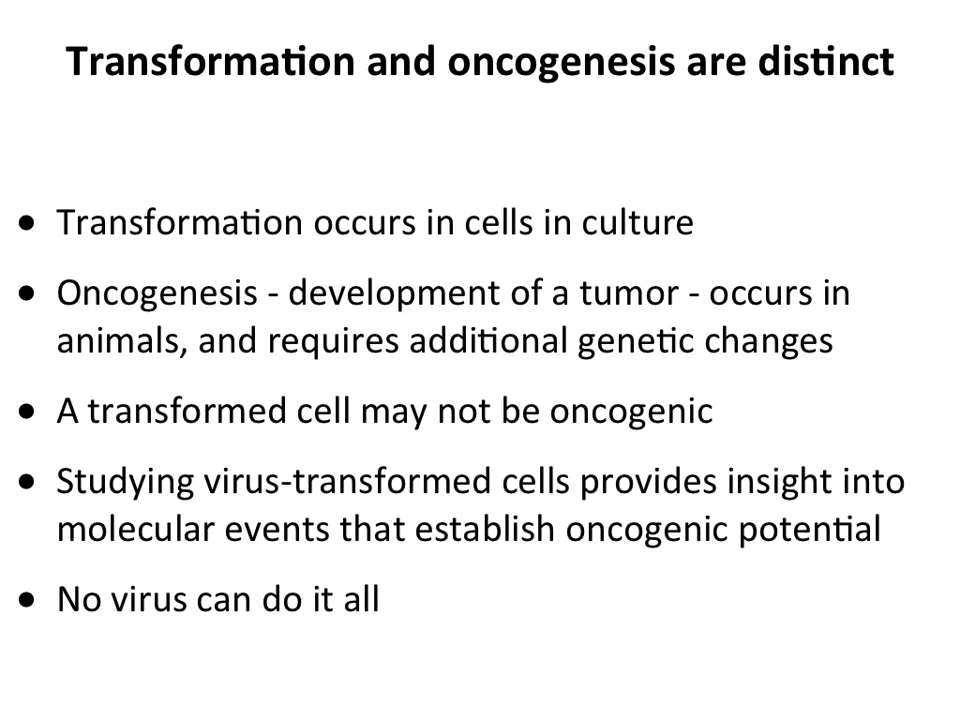 Transformation and oncogenesis are distinct
• Transformation occurs in cells in culture
• Oncogenesis - development of a tumor - occurs in
animals, and requires additional genetic changes
• A transformed cell may not be oncogenic
• Studying virus-transformed cells provides insight into
molecular events that establish oncogenic potential
• No virus can do it all